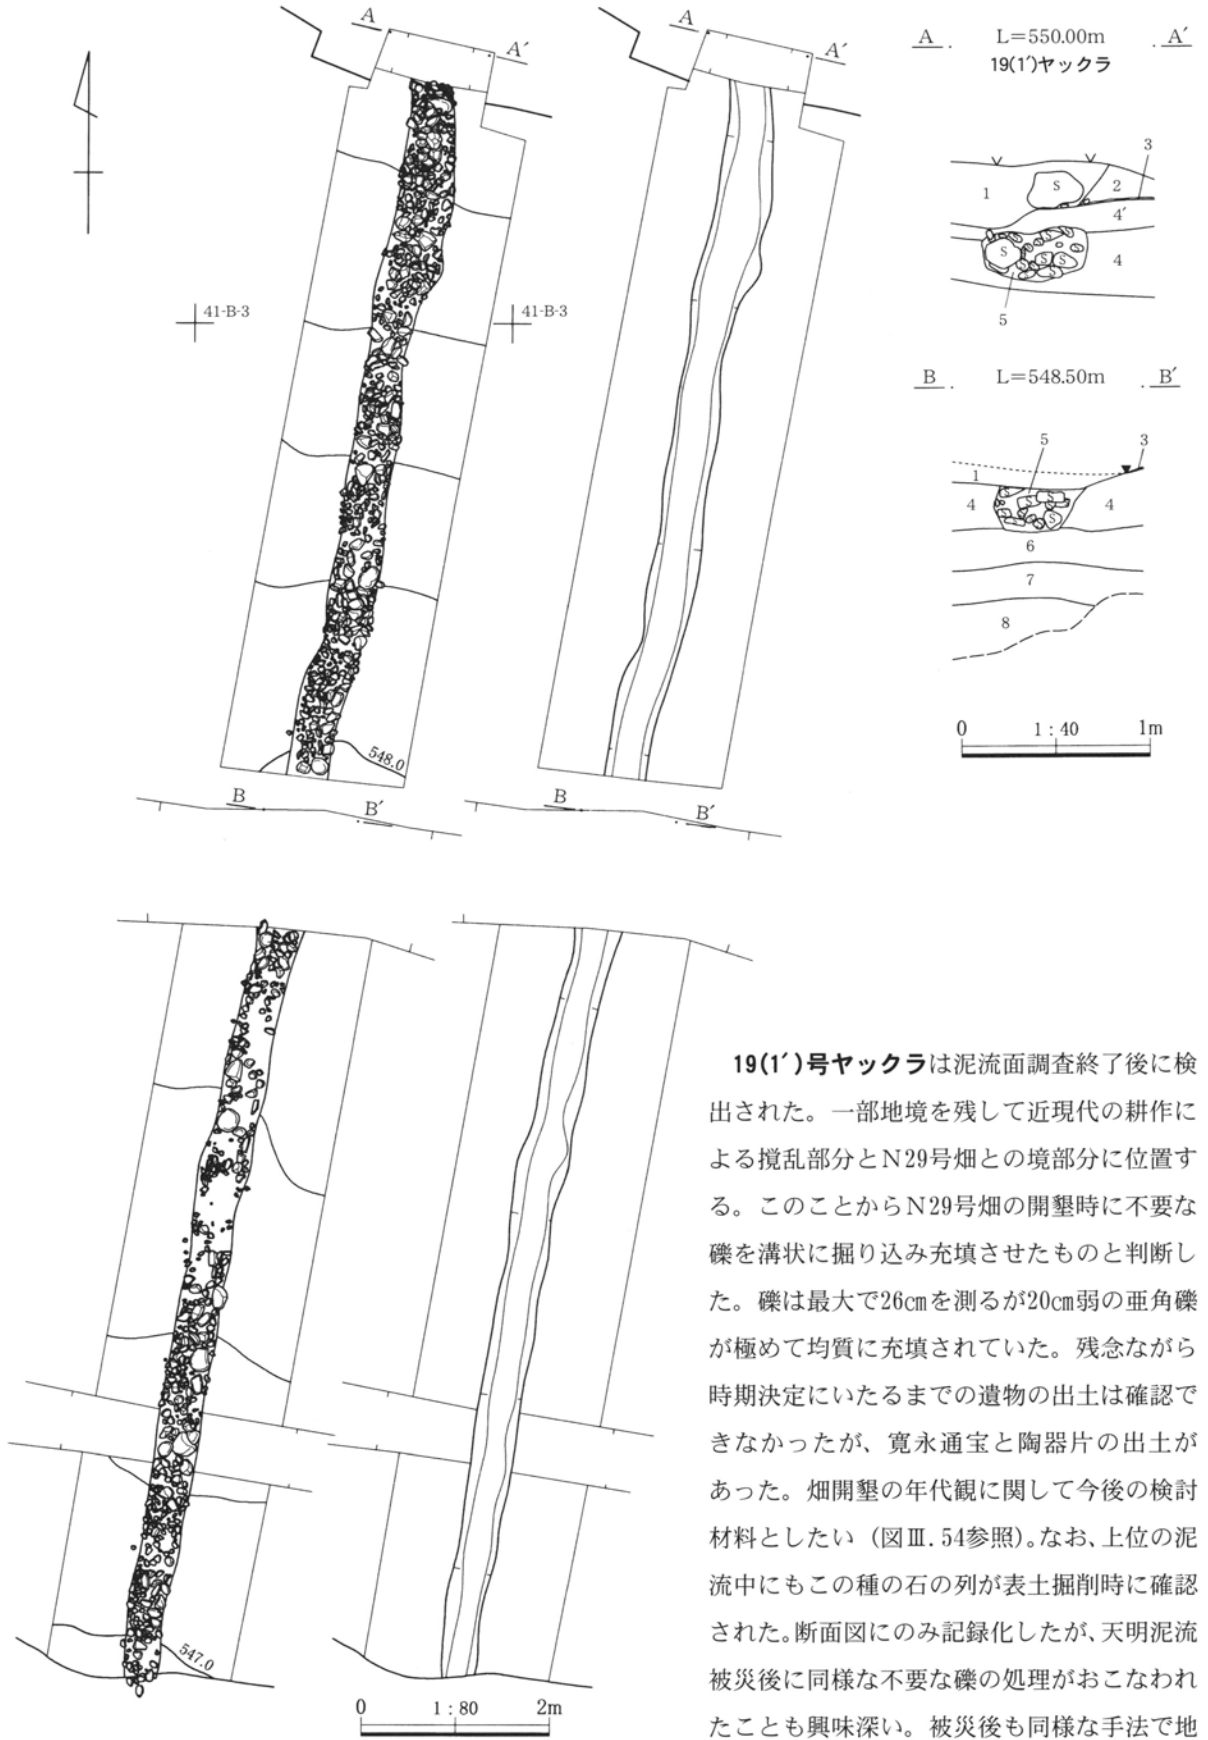 A
A′
A
A′
A . L=550.00m . A′
19(1′)ヤックラ
3
1
S
2
4′
S
S
S
4
5
41-B-3
41-B-3
B . L=548.50m . B′
5
3
1
4
S
S
S
S
4
6
7
8
0 1:40 1m
548.0
B
B′
B
B′
19(1′)号ヤックラは泥流面調査終了後に検
出された。一部地境を残して近現代の耕作に
よる撹乱部分とＮ29号畑との境部分に位置す
る。このことからＮ29号畑の開墾時に不要な
礫を溝状に掘り込み充填させたものと判断し
た。礫は最大で26㎝を測るが20㎝弱の亜角礫
が極めて均質に充填されていた。残念ながら
時期決定にいたるまでの遺物の出土は確認で
きなかったが、寛永通宝と陶器片の出土が
あった。畑開墾の年代観に関して今後の検討
材料としたい（図Ⅲ.54参照）。なお、上位の泥
流中にもこの種の石の列が表土掘削時に確認
された。断面図にのみ記録化したが、天明泥流
被災後に同様な不要な礫の処理がおこなわれ
たことも興味深い。被災後も同様な手法で地
547.0
0 1:80 2m